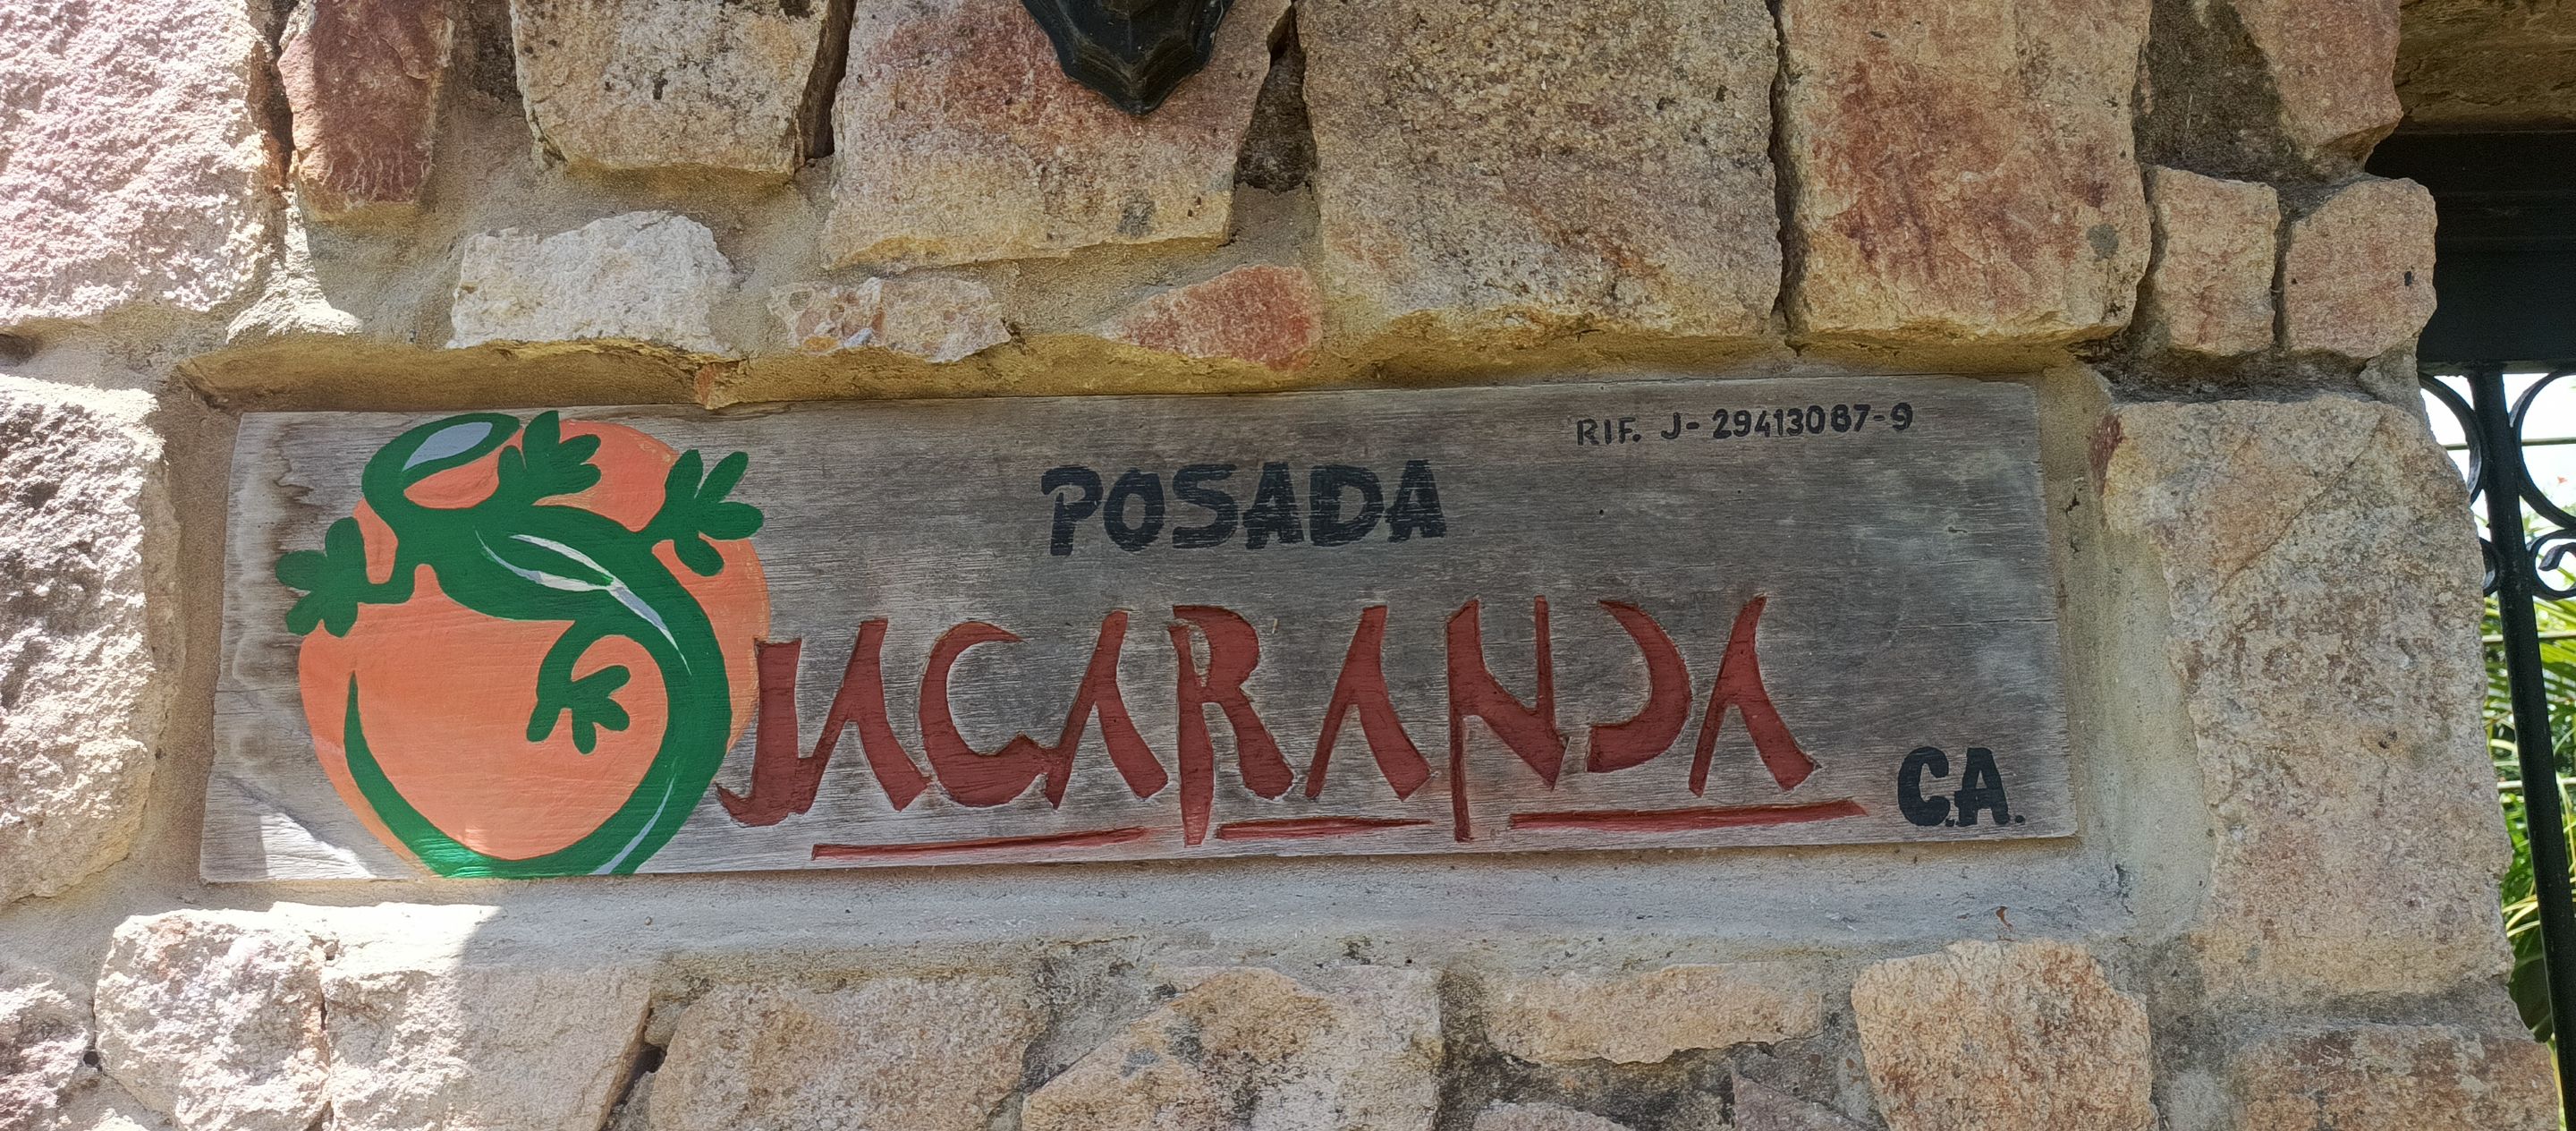 RIF. J-29413087-9
POSADA
JACARANDA
C.A.